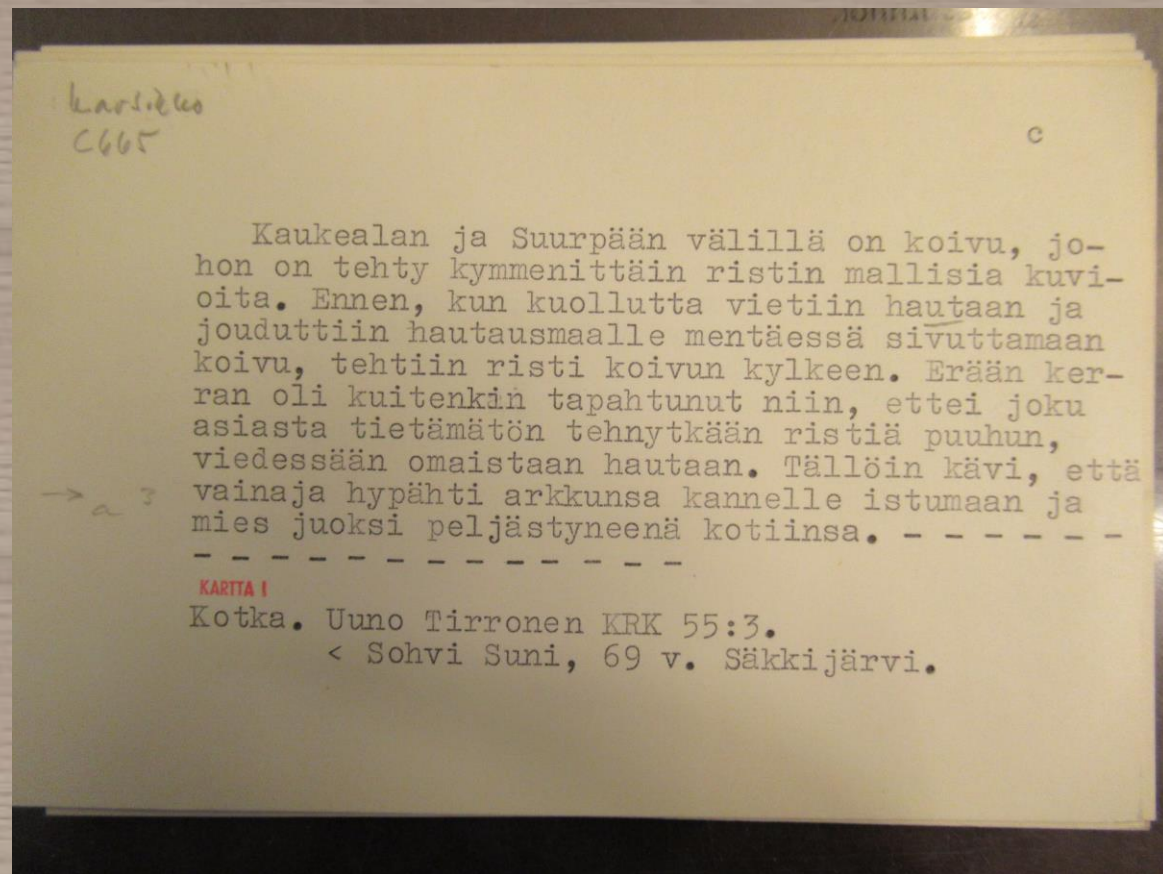 karsikko
C665
c
Kaukealan ja Suurpään välillä on koivu, jo-
hon on tehty kymmenittäin ristin mallisia kuvi-
oita. Ennen, kun kuollutta vietiin hautaan ja
jouduttiin hautausmaalle mentäessä sivuttamaan
koivu, tehtiin risti koivun kylkeen. Erään ker-
ran oli kuitenkin tapahtunut niin, ettei joku
asiasta tietämätön tehnytkään ristiä puuhun,
viedessään omaistaan hautaan. Tällöin kävi, että
→ a 3
vainaja hypähti arkkunsa kannelle istumaan ja
mies juoksi peljästyneenä kotiinsa. - - - - - -
- - - - - - - - - - - - -
KARTTA I
Kotka. Uuno Tirronen KRK 55:3.
< Sohvi Suni, 69 v. Säkkijärvi.